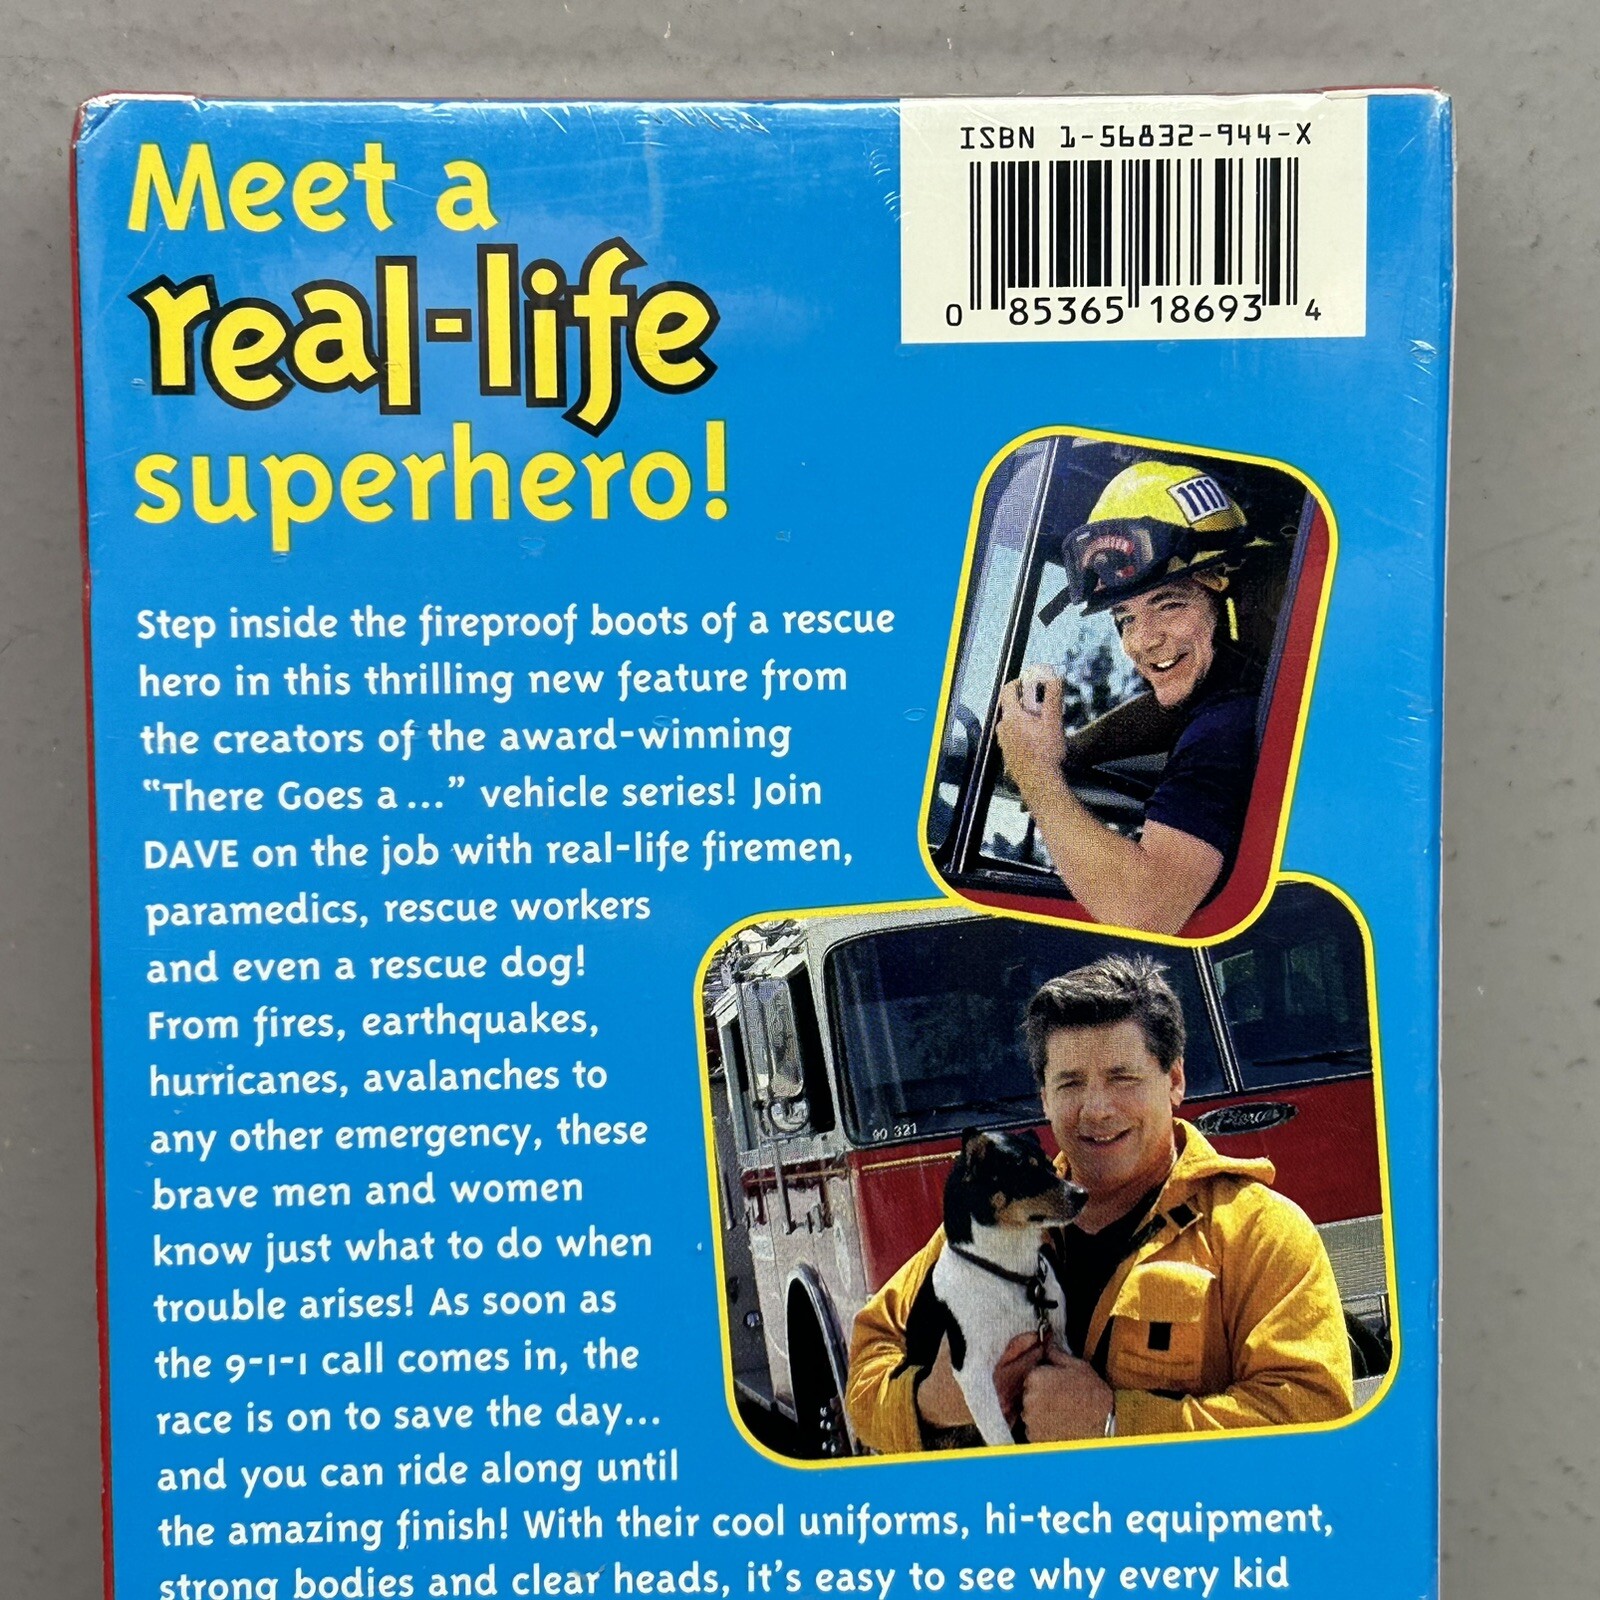 ISBN 1-56832-944-X
0 85365 18693 4
Meet a
real-life
superhero!
1111
Step inside the fireproof boots of a rescue
hero in this thrilling new feature from
the creators of the award-winning
“There Goes a...” vehicle series! Join
DAVE on the job with real-life firemen,
paramedics, rescue workers
and even a rescue dog!
From fires, earthquakes,
hurricanes, avalanches to
any other emergency, these
brave men and women
know just what to do when
trouble arises! As soon as
the 9-1-1 call comes in, the
race is on to save the day...
and you can ride along until
the amazing finish! With their cool uniforms, hi-tech equipment,
strong bodies and clear heads, it's easy to see why every kid
90 321
Pierce